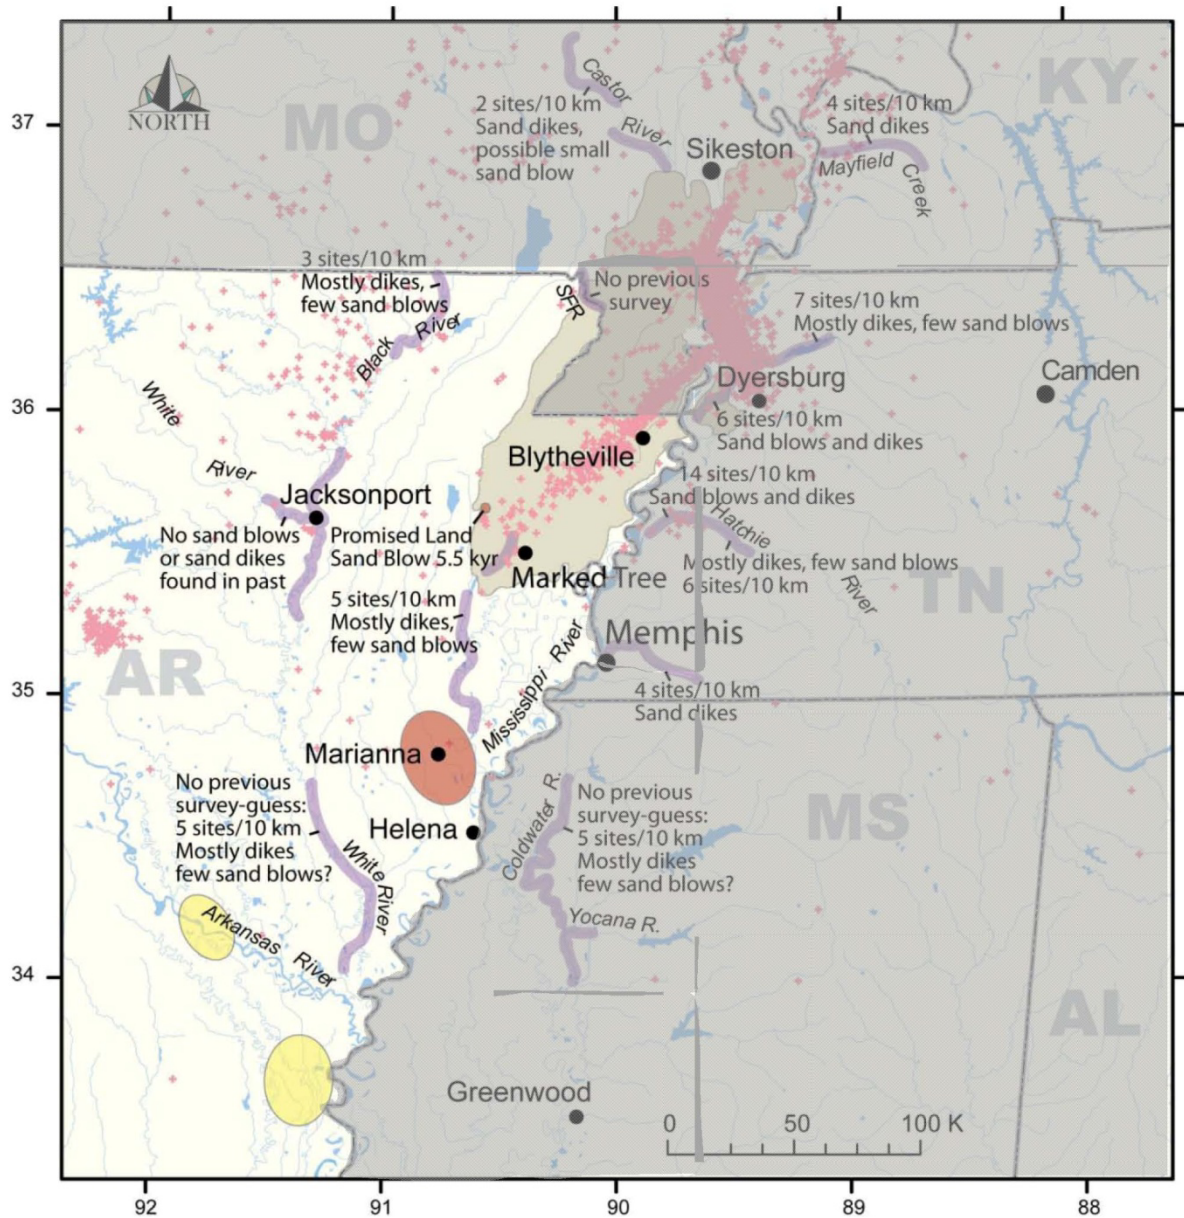 37
36
35
34
92
91
90
89
88
NORTH
MO
KY
AR
TN
MS
AL
Castor
River
2 sites/10 km
Sand dikes,
possible small
sand blow
Sikeston
4 sites/10 km
Sand dikes
Mayfield
Creek
3 sites/10 km
Mostly dikes,
few sand blows
Black
River
SFR
No previous
survey
7 sites/10 km
Mostly dikes, few sand blows
Dyersburg
Camden
6 sites/10 km
Sand blows and dikes
White
River
Blytheville
14 sites/10 km
Sand blows and dikes
Jacksonport
No sand blows
or sand dikes
found in past
Promised Land
Sand Blow 5.5 kyr
Marked Tree
Hatchie
River
Mostly dikes, few sand blows
6 sites/10 km
5 sites/10 km
Mostly dikes,
few sand blows
Mississippi River
Memphis
4 sites/10 km
Sand dikes
Marianna
No previous
survey-guess:
5 sites/10 km
Mostly dikes
few sand blows?
Helena
White River
Coldwater R.
No previous
survey-guess:
5 sites/10 km
Mostly dikes
few sand blows?
Yocana R.
Arkansas River
Greenwood
0 50 100 K